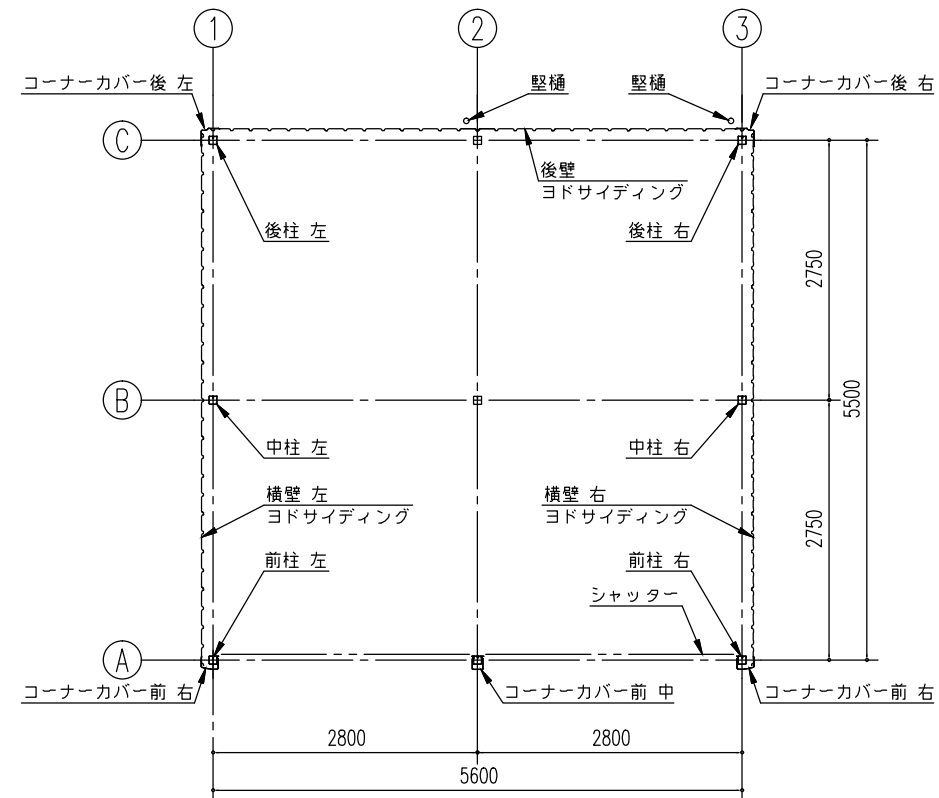 1
2
3
コーナーカバー後 左
竪樋
竪樋
コーナーカバー後 右
C
後壁
ヨドサイディング
後柱 左
後柱 右
2750
B
5500
中柱 左
中柱 右
横壁 左
ヨドサイディング
横壁 右
ヨドサイディング
2750
前柱 左
前柱 右
シャッター
A
コーナーカバー前 右
コーナーカバー前 中
コーナーカバー前 右
2800
2800
5600